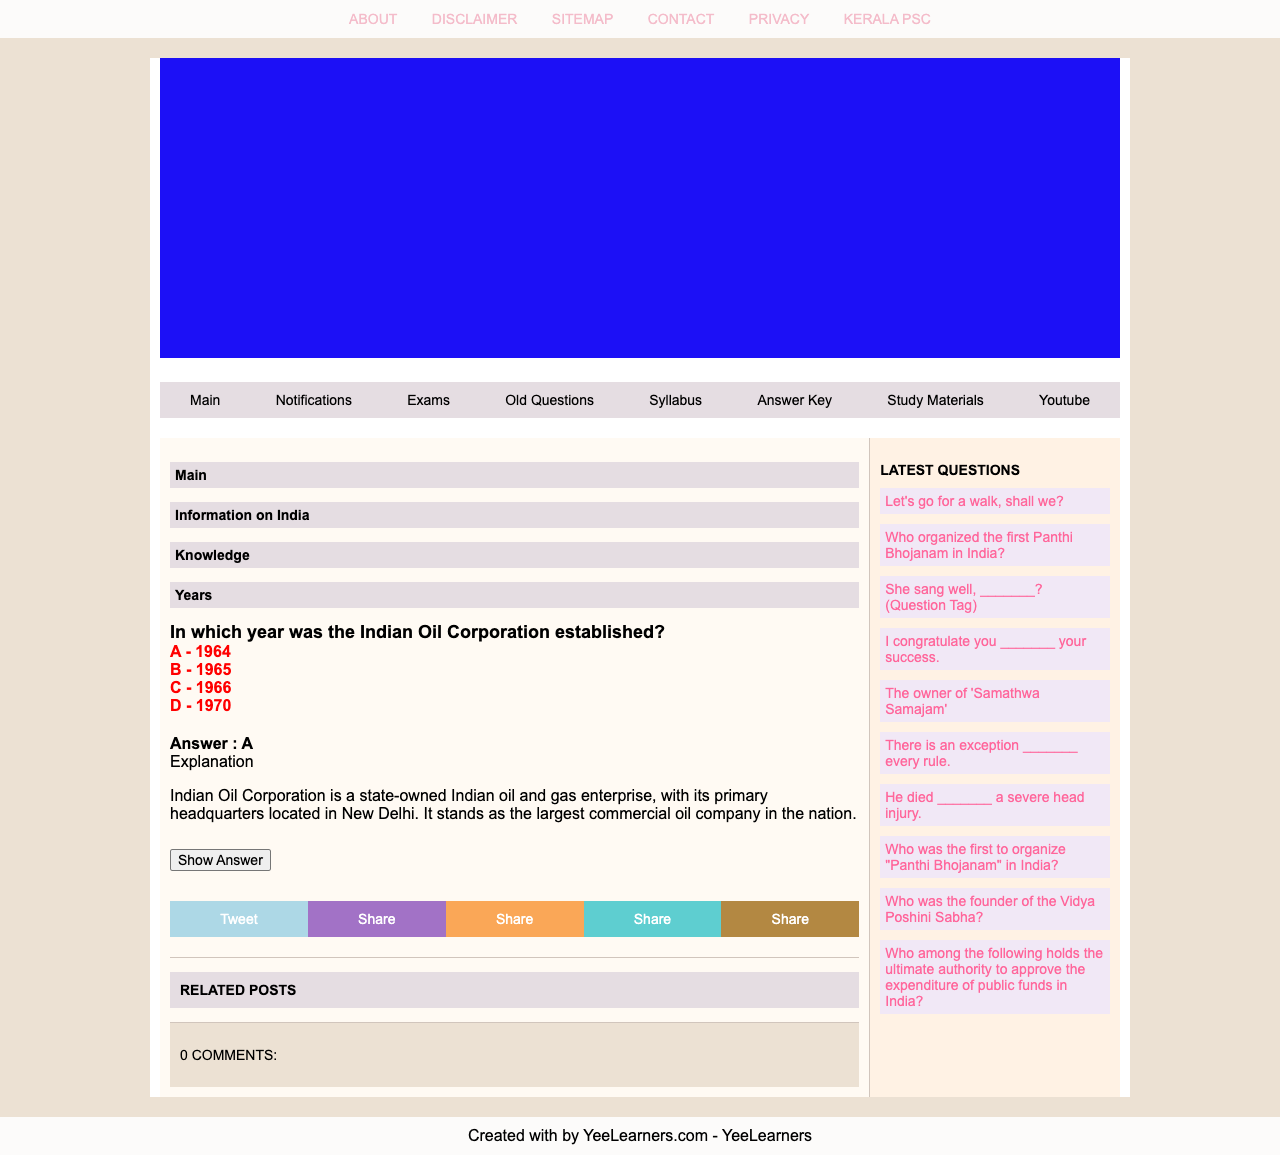 ABOUT DISCLAIMER SITEMAP CONTACT PRIVACY KERALA PSC
Main Notifications Exams Old Questions Syllabus Answer Key Study Materials Youtube
Main
Information on India
Knowledge
Years
In which year was the Indian Oil Corporation established?
A - 1964
B - 1965
C - 1966
D - 1970
Answer : A
Explanation
Indian Oil Corporation is a state-owned Indian oil and gas enterprise, with its primary
headquarters located in New Delhi. It stands as the largest commercial oil company in the nation.
Show Answer
Tweet Share Share Share Share
RELATED POSTS
0 COMMENTS:
LATEST QUESTIONS
Let's go for a walk, shall we?
Who organized the first Panthi
Bhojanam in India?
She sang well, _______?
(Question Tag)
I congratulate you _______ your
success.
The owner of 'Samathwa
Samajam'
There is an exception _______
every rule.
He died _______ a severe head
injury.
Who was the first to organize
"Panthi Bhojanam" in India?
Who was the founder of the Vidya
Poshini Sabha?
Who among the following holds the
ultimate authority to approve the
expenditure of public funds in
India?
Created with by YeeLearners.com - YeeLearners